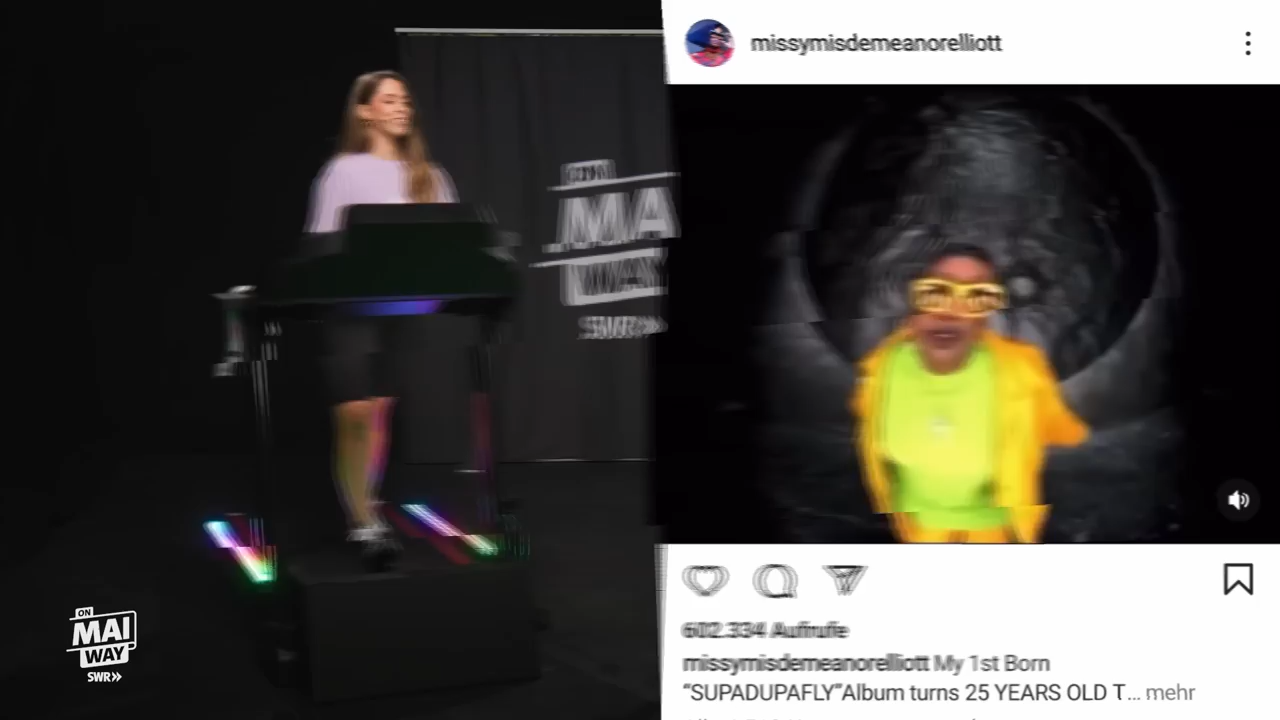 ON
MAI
WAY
SWR»
ON
MAI
WAY
SWR»
missymisdemeanorelliott
602.334 Aufrufe
missymisdemeanorelliott My 1st Born
“SUPADUPAFLY”Album turns 25 YEARS OLD T... mehr